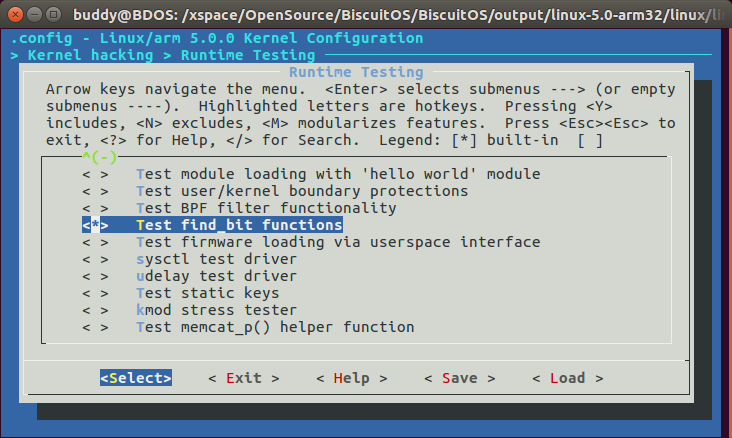 buddy@BDOS: /xspace/OpenSource/BiscuitOS/BiscuitOS/output/linux-5.0-arm32/linux/
.config - Linux/arm 5.0.0 Kernel Configuration
> Kernel hacking > Runtime Testing
Runtime Testing
Arrow keys navigate the menu.  <Enter> selects submenus ---> (or empty
submenus ----).  Highlighted letters are hotkeys.  Pressing <Y>
includes, <N> excludes, <M> modularizes features.  Press <Esc><Esc> to
exit, <?> for Help, </> for Search.  Legend: [*] built-in  [ ]
^(-)
< >   Test module loading with 'hello world' module
< >   Test user/kernel boundary protections
< >   Test BPF filter functionality
<*>   Test find_bit functions
< >   Test firmware loading via userspace interface
< >   sysctl test driver
< >   udelay test driver
< >   Test static keys
< >   kmod stress tester
< >   Test memcat_p() helper function
<Select>    < Exit >    < Help >    < Save >    < Load >